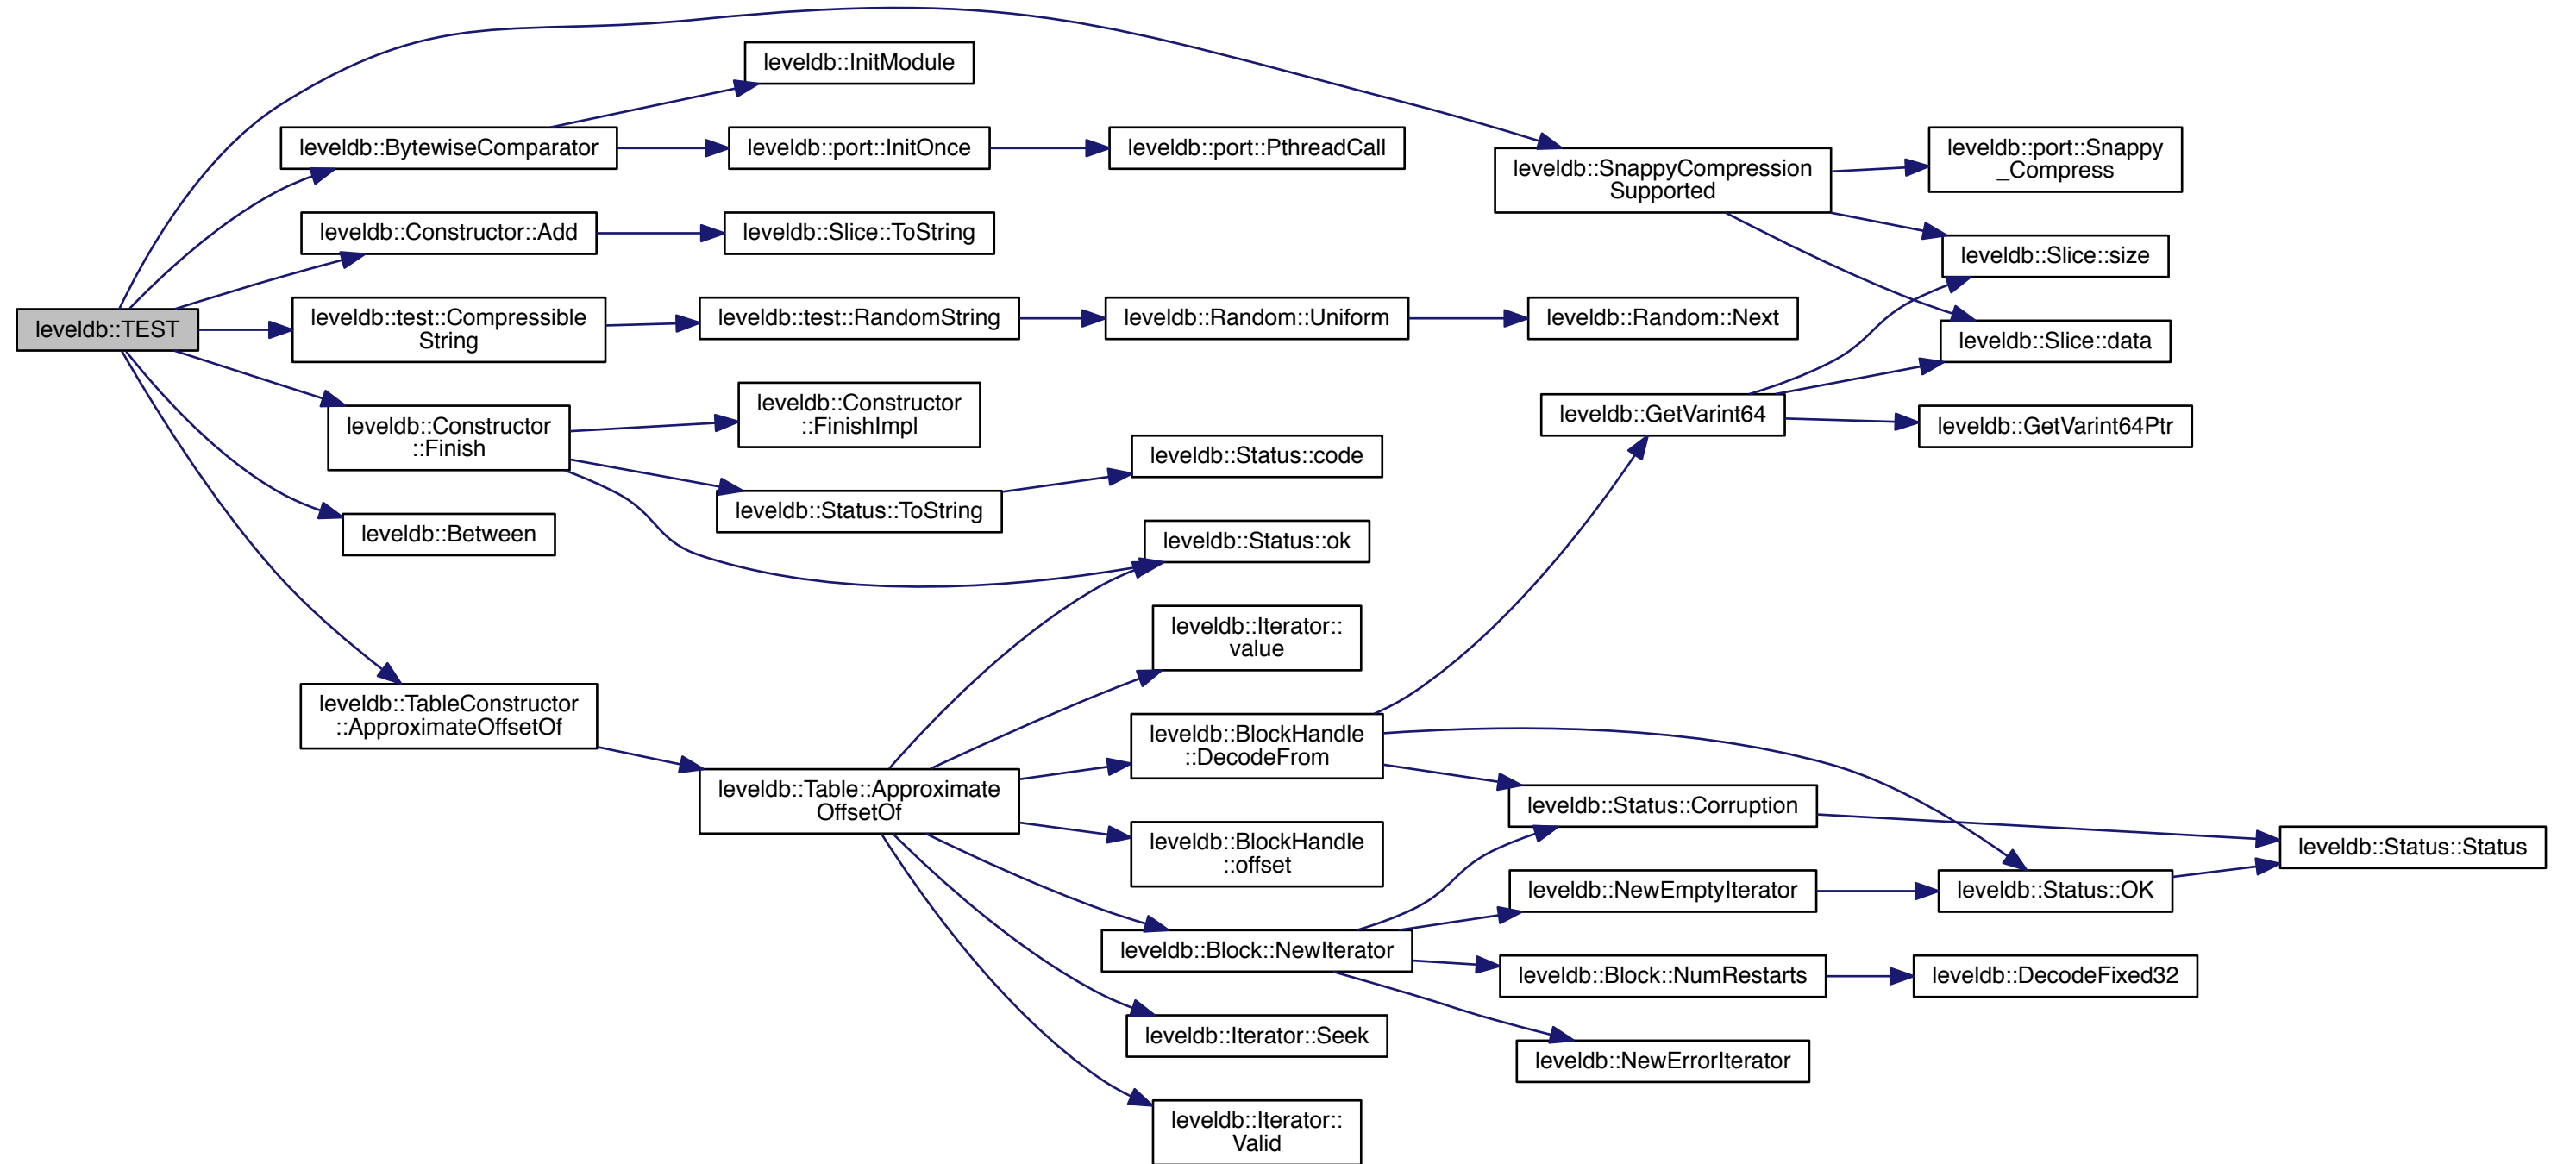 leveldb::TEST
leveldb::BytewiseComparator
leveldb::InitModule
leveldb::port::InitOnce
leveldb::port::PthreadCall
leveldb::Constructor::Add
leveldb::Slice::ToString
leveldb::test::Compressible
String
leveldb::test::RandomString
leveldb::Random::Uniform
leveldb::Random::Next
leveldb::Constructor
::Finish
leveldb::Constructor
::FinishImpl
leveldb::Status::ToString
leveldb::Status::code
leveldb::Status::ok
leveldb::Between
leveldb::TableConstructor
::ApproximateOffsetOf
leveldb::Table::Approximate
OffsetOf
leveldb::Iterator::
value
leveldb::BlockHandle
::DecodeFrom
leveldb::BlockHandle
::offset
leveldb::Block::NewIterator
leveldb::Iterator::Seek
leveldb::Iterator::
Valid
leveldb::SnappyCompression
Supported
leveldb::port::Snappy
_Compress
leveldb::Slice::size
leveldb::Slice::data
leveldb::GetVarint64
leveldb::GetVarint64Ptr
leveldb::Status::Corruption
leveldb::NewEmptyIterator
leveldb::Status::OK
leveldb::Status::Status
leveldb::Block::NumRestarts
leveldb::DecodeFixed32
leveldb::NewErrorIterator